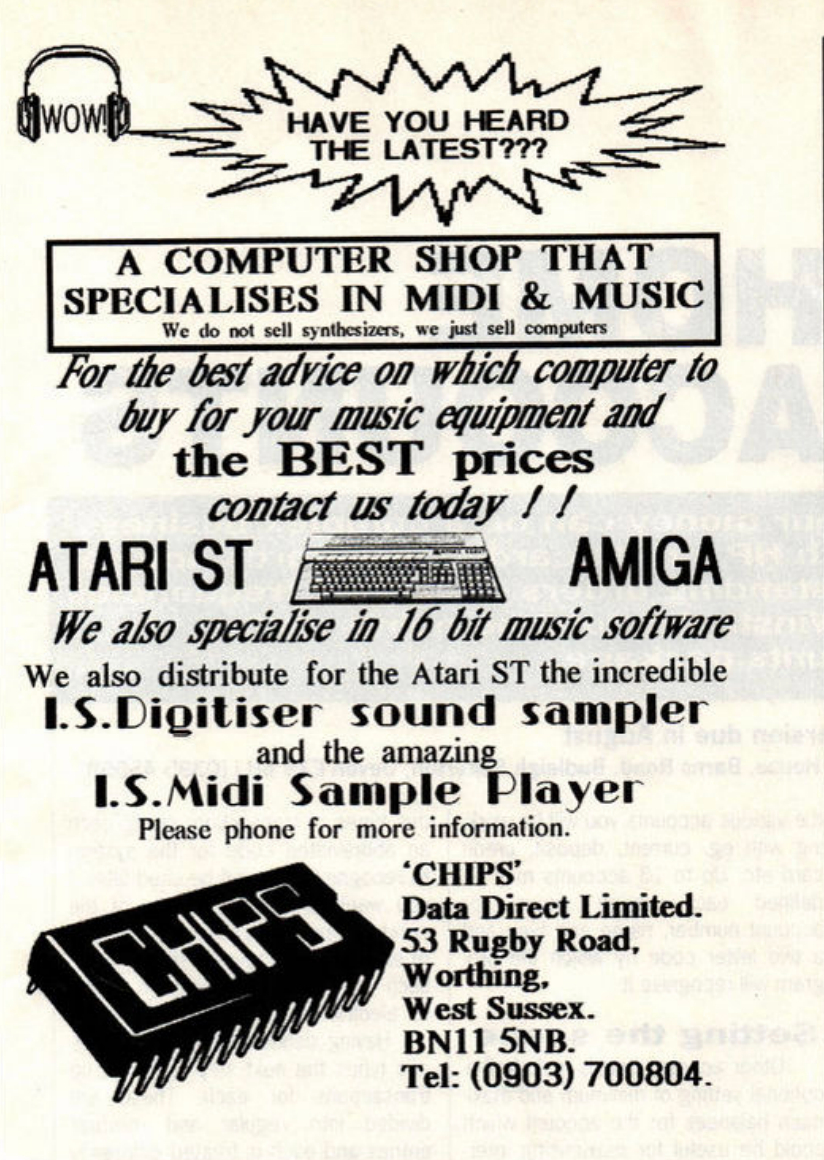 WOW!
HAVE YOU HEARD
THE LATEST???
A COMPUTER SHOP THAT
SPECIALISES IN MIDI & MUSIC
We do not sell synthesizers, we just sell computers
For the best advice on which computer to
buy for your music equipment and
the BEST prices
contact us today ! !
ATARI ST AMIGA
We also specialise in 16 bit music software
We also distribute for the Atari ST the incredible
I.S.Digitiser sound sampler
and the amazing
I.S.Midi Sample Player
Please phone for more information.
CHIPS
'CHIPS'
Data Direct Limited.
53 Rugby Road,
Worthing,
West Sussex.
BN11 5NB.
Tel: (0903) 700804.